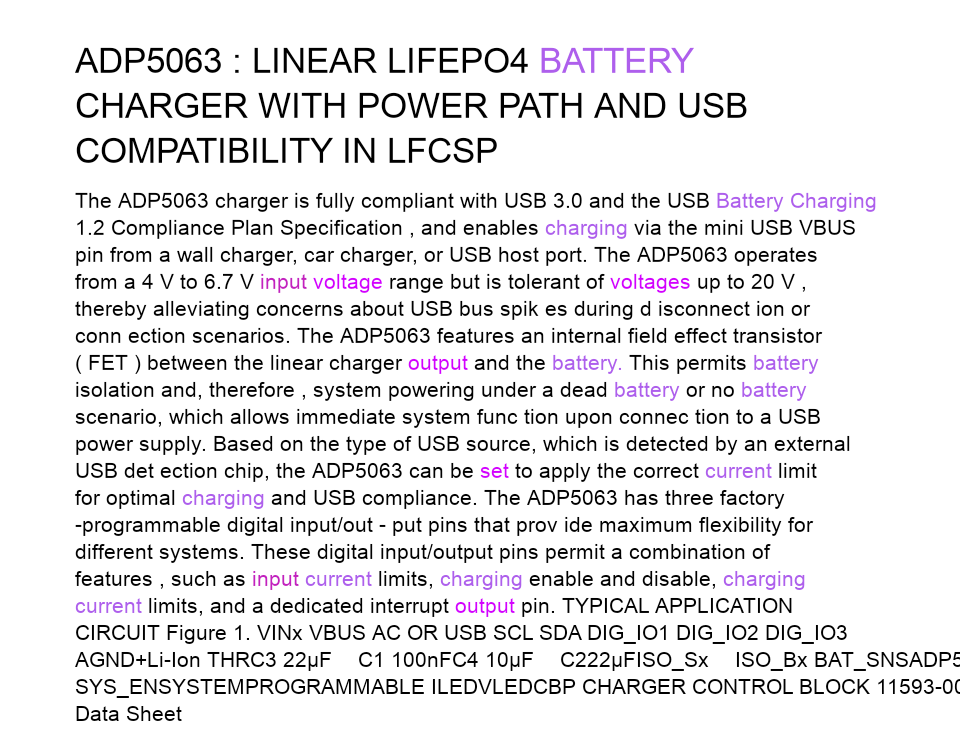 ADP5063 : LINEAR LIFEPO4 BATTERY
CHARGER WITH POWER PATH AND USB
COMPATIBILITY IN LFCSP
The ADP5063 charger is fully compliant with USB 3.0 and the USB Battery Charging
1.2 Compliance Plan Specification , and enables charging via the mini USB VBUS
pin from a wall charger, car charger, or USB host port. The ADP5063 operates
from a 4 V to 6.7 V input voltage range but is tolerant of voltages up to 20 V ,
thereby alleviating concerns about USB bus spik es during d isconnect ion or
conn ection scenarios. The ADP5063 features an internal field effect transistor
( FET ) between the linear charger output and the battery. This permits battery
isolation and, therefore , system powering under a dead battery or no battery
scenario, which allows immediate system func tion upon connec tion to a USB
power supply. Based on the type of USB source, which is detected by an external
USB det ection chip, the ADP5063 can be set to apply the correct current limit
for optimal charging and USB compliance. The ADP5063 has three factory
-programmable digital input/out - put pins that prov ide maximum flexibility for
different systems. These digital input/output pins permit a combination of
features , such as input current limits, charging enable and disable, charging
current limits, and a dedicated interrupt output pin. TYPICAL APPLICATION
CIRCUIT Figure 1. VINx VBUS AC OR USB SCL SDA DIG_IO1 DIG_IO2 DIG_IO3
AGND+Li-Ion THRC3 22µF C1 100nFC4 10µF C222µFISO_Sx ISO_Bx BAT_SNSADP5
SYS_ENSYSTEMPROGRAMMABLE ILEDVLEDCBP CHARGER CONTROL BLOCK 11593-00
Data Sheet